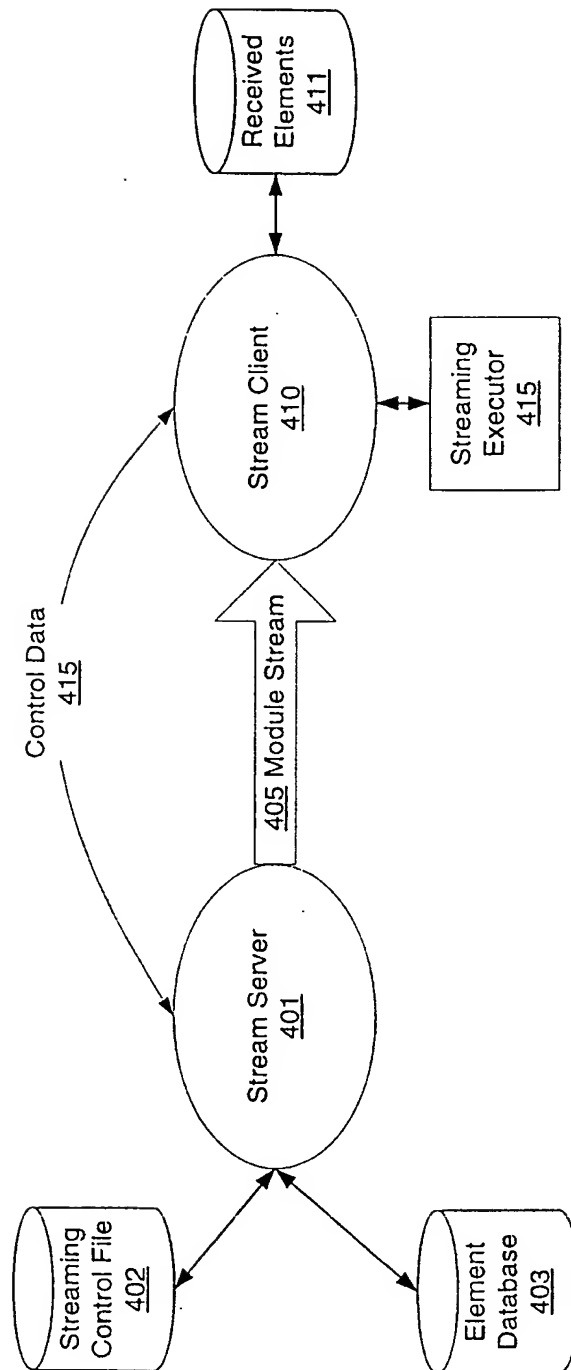 Streaming
Control File
402
Element
Database
403
Stream Server
401
Control Data
415
405 Module Stream
Stream Client
410
Streaming
Executor
415
Received
Elements
411